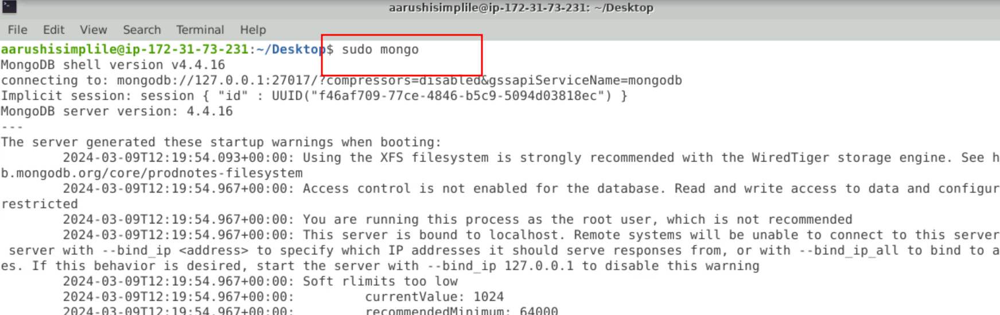 aarushisimplile@ip-172-31-73-231: ~/Desktop
File Edit View Search Terminal Help
aarushisimplile@ip-172-31-73-231:~/Desktop$ sudo mongo
MongoDB shell version v4.4.16
connecting to: mongodb://127.0.0.1:27017/?compressors=disabled&gssapiServiceName=mongodb
Implicit session: session { "id" : UUID("f46af709-77ce-4846-b5c9-5094d03818ec") }
MongoDB server version: 4.4.16
---
The server generated these startup warnings when booting:
2024-03-09T12:19:54.093+00:00: Using the XFS filesystem is strongly recommended with the WiredTiger storage engine. See h
b.mongodb.org/core/prodnotes-filesystem
2024-03-09T12:19:54.967+00:00: Access control is not enabled for the database. Read and write access to data and configur
restricted
2024-03-09T12:19:54.967+00:00: You are running this process as the root user, which is not recommended
2024-03-09T12:19:54.967+00:00: This server is bound to localhost. Remote systems will be unable to connect to this server
server with --bind_ip <address> to specify which IP addresses it should serve responses from, or with --bind_ip_all to bind to a
es. If this behavior is desired, start the server with --bind_ip 127.0.0.1 to disable this warning
2024-03-09T12:19:54.967+00:00: Soft rlimits too low
2024-03-09T12:19:54.967+00:00: currentValue: 1024
2024-03-09T12:19:54.967+00:00: recommendedMinimum: 64000